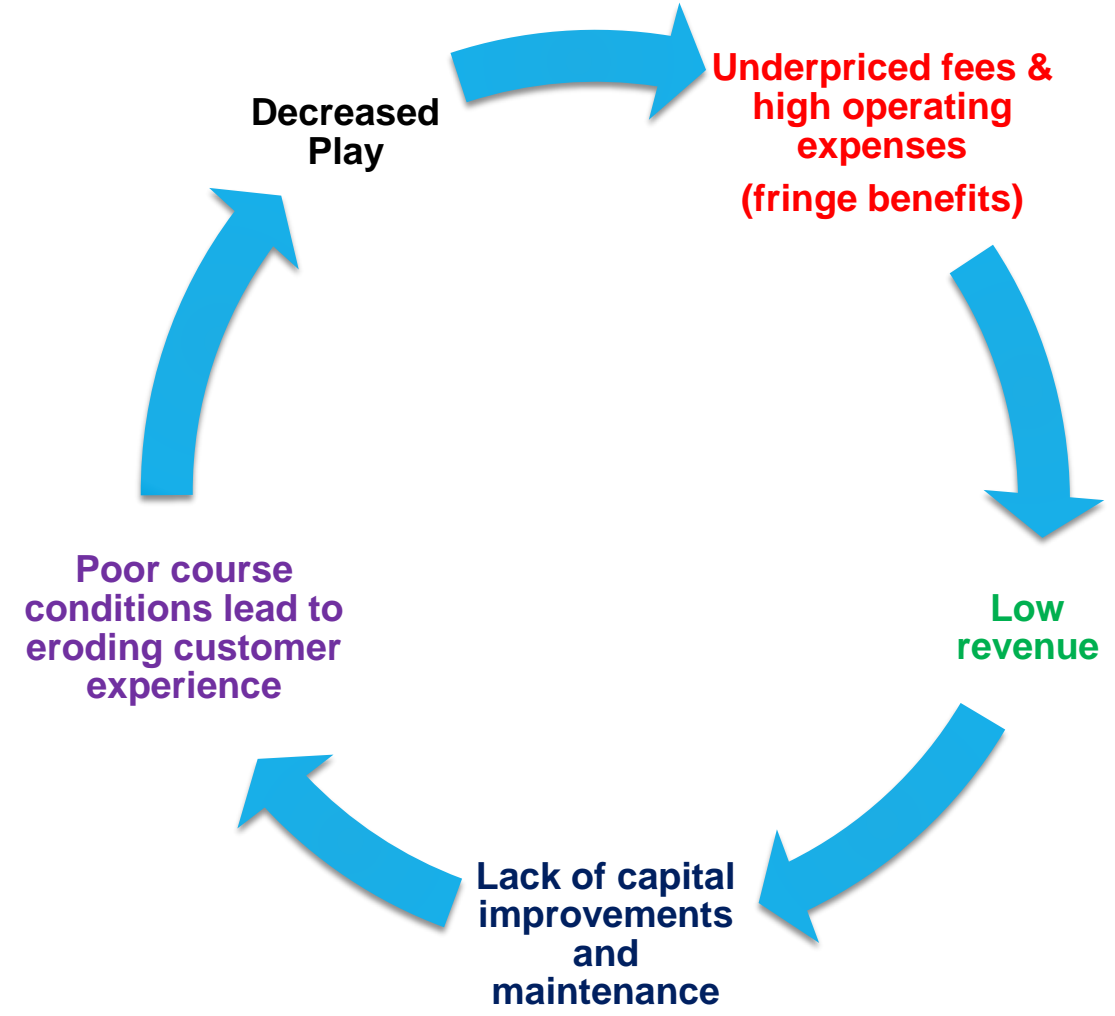 Decreased
Play
Underpriced fees &
high operating
expenses
(fringe benefits)
Low
revenue
Lack of capital
improvements
and
maintenance
Poor course
conditions lead to
eroding customer
experience